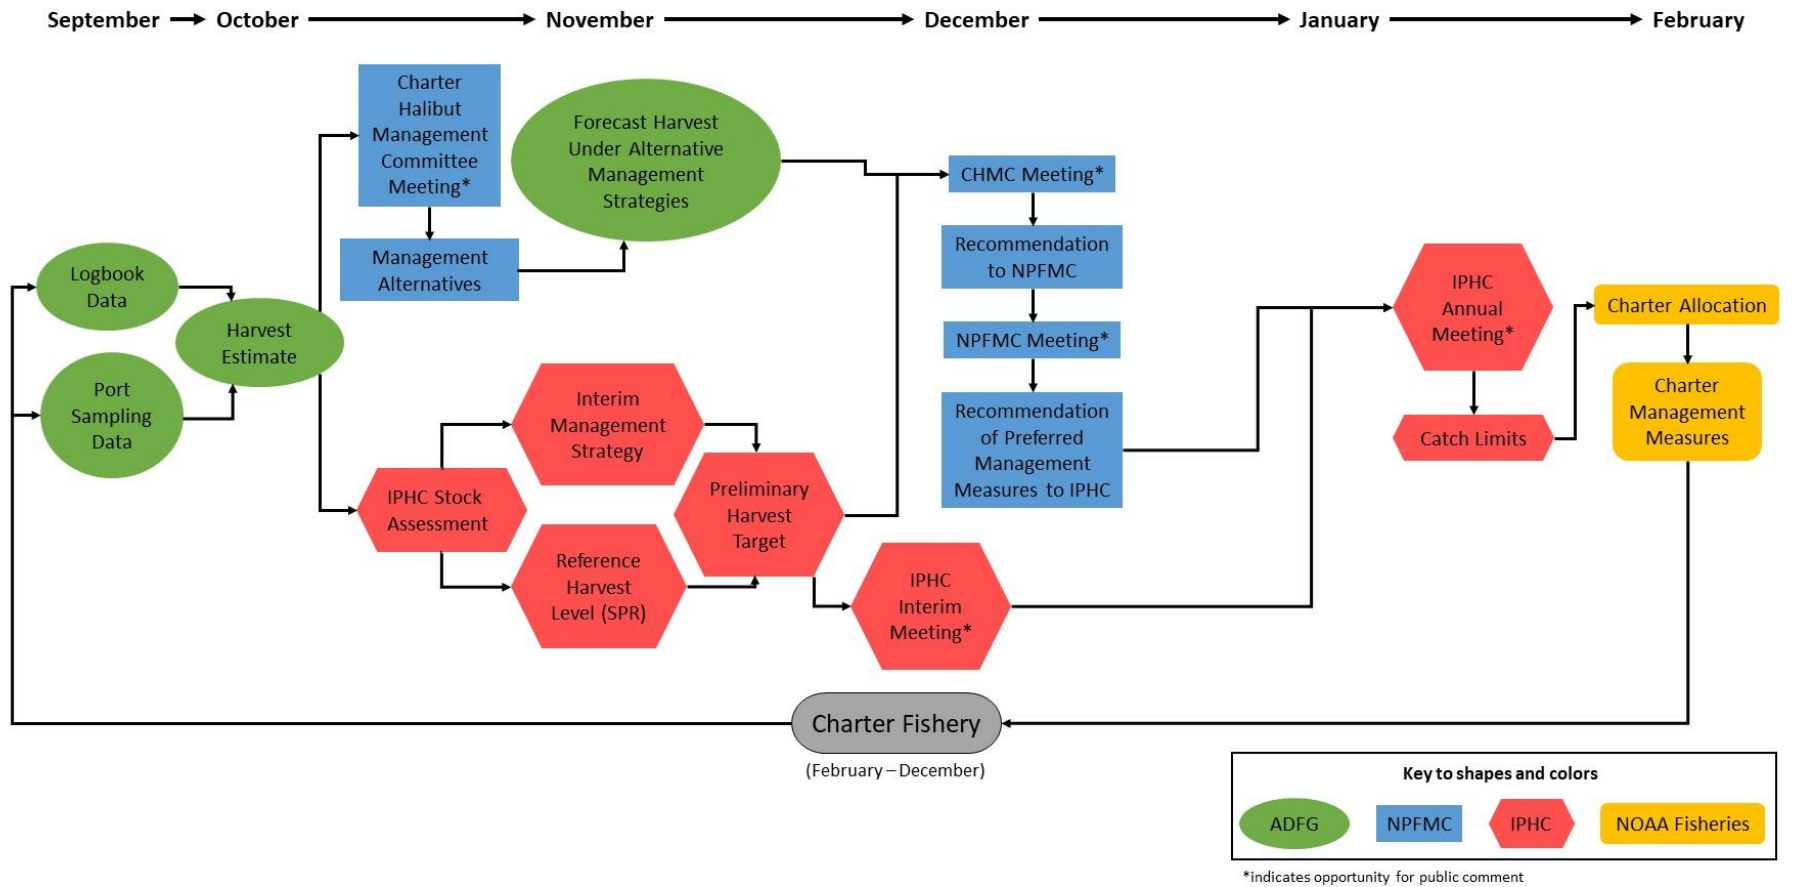 September
October
November
December
January
February
Charter
Halibut
Management
Committee
Meeting*
Management
Alternatives
Forecast Harvest
Under Alternative
Management
Strategies
Logbook
Data
Port
Sampling
Data
Harvest
Estimate
IPHC Stock
Assessment
Interim
Management
Strategy
Reference
Harvest
Level (SPR)
Preliminary
Harvest
Target
IPHC
Interim
Meeting*
CHMC Meeting*
Recommendation
to NPFMC
NPFMC Meeting*
Recommendation
of Preferred
Management
Measures to IPHC
IPHC
Annual
Meeting*
Catch Limits
Charter Allocation
Charter
Management
Measures
Charter Fishery
(February – December)
Key to shapes and colors
ADFG
NPFMC
IPHC
NOAA Fisheries
*indicates opportunity for public comment